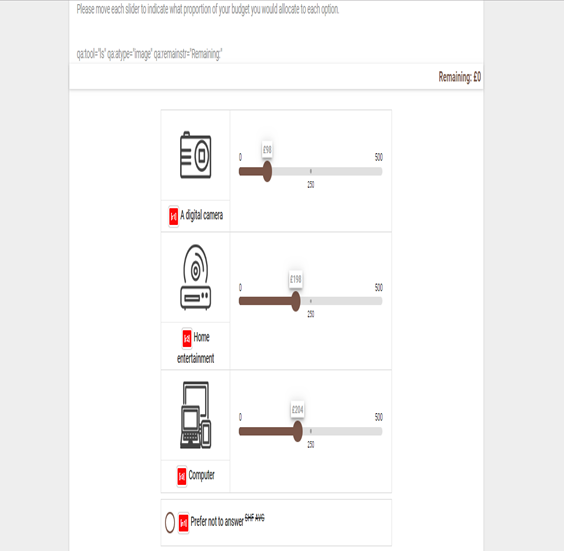 Please move each slider to indicate what proportion of your budget you would allocate to each option.
qa:tool="ls" qa:atype="image" qa:remainstr="Remaining:"
Remaining: £0
£98
0 500
250
A digital camera
£198
0 500
250
Home
entertainment
£204
0 500
250
Computer
Prefer not to answer SHF AVG